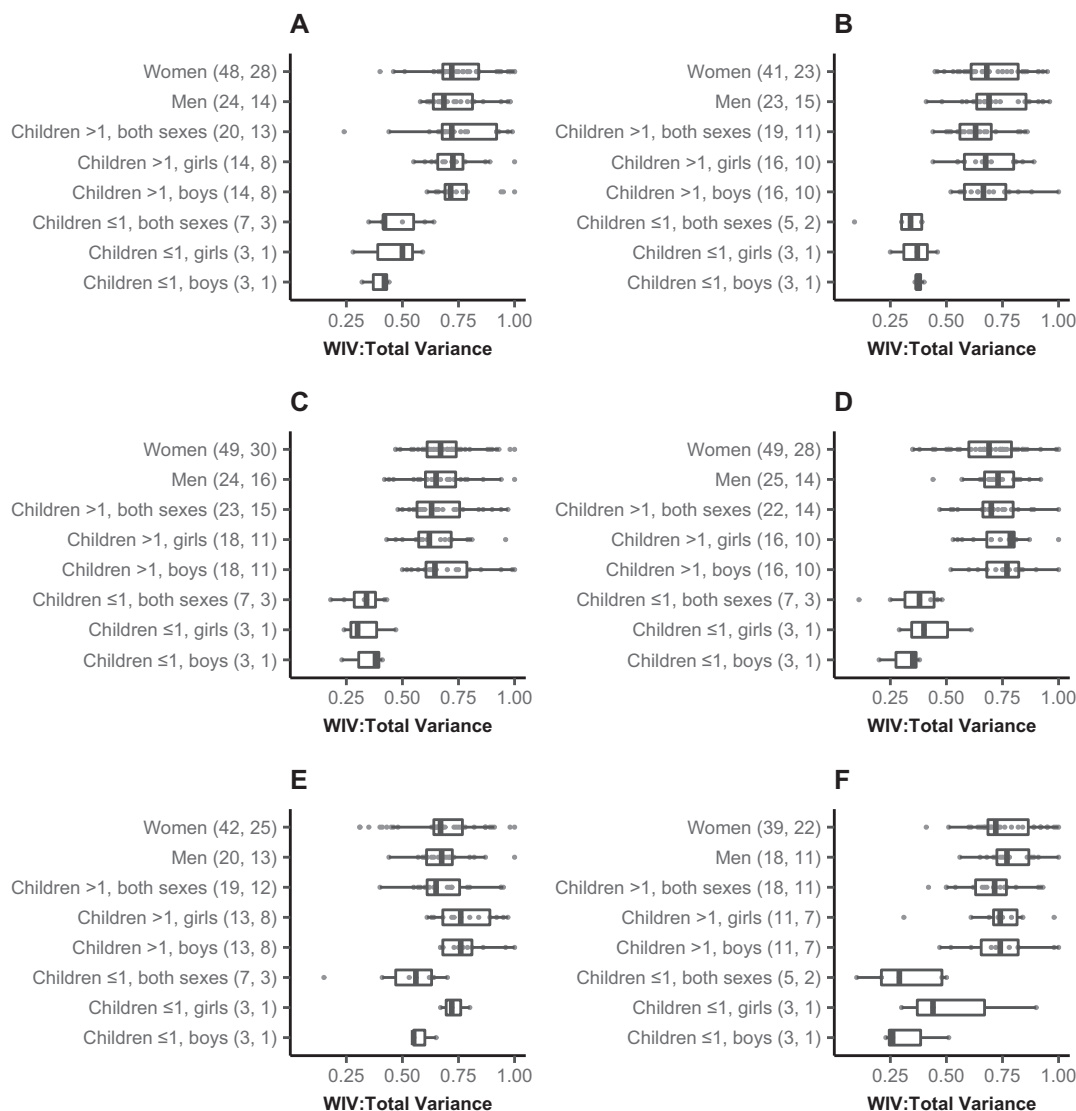 A
Women (48, 28)
Men (24, 14)
Children >1, both sexes (20, 13)
Children >1, girls (14, 8)
Children >1, boys (14, 8)
Children ≤1, both sexes (7, 3)
Children ≤1, girls (3, 1)
Children ≤1, boys (3, 1)
0.25 0.50 0.75 1.00
WIV:Total Variance
B
Women (41, 23)
Men (23, 15)
Children >1, both sexes (19, 11)
Children >1, girls (16, 10)
Children >1, boys (16, 10)
Children ≤1, both sexes (5, 2)
Children ≤1, girls (3, 1)
Children ≤1, boys (3, 1)
0.25 0.50 0.75 1.00
WIV:Total Variance
C
Women (49, 30)
Men (24, 16)
Children >1, both sexes (23, 15)
Children >1, girls (18, 11)
Children >1, boys (18, 11)
Children ≤1, both sexes (7, 3)
Children ≤1, girls (3, 1)
Children ≤1, boys (3, 1)
0.25 0.50 0.75 1.00
WIV:Total Variance
D
Women (49, 28)
Men (25, 14)
Children >1, both sexes (22, 14)
Children >1, girls (16, 10)
Children >1, boys (16, 10)
Children ≤1, both sexes (7, 3)
Children ≤1, girls (3, 1)
Children ≤1, boys (3, 1)
0.25 0.50 0.75 1.00
WIV:Total Variance
E
Women (42, 25)
Men (20, 13)
Children >1, both sexes (19, 12)
Children >1, girls (13, 8)
Children >1, boys (13, 8)
Children ≤1, both sexes (7, 3)
Children ≤1, girls (3, 1)
Children ≤1, boys (3, 1)
0.25 0.50 0.75 1.00
WIV:Total Variance
F
Women (39, 22)
Men (18, 11)
Children >1, both sexes (18, 11)
Children >1, girls (11, 7)
Children >1, boys (11, 7)
Children ≤1, both sexes (5, 2)
Children ≤1, girls (3, 1)
Children ≤1, boys (3, 1)
0.25 0.50 0.75 1.00
WIV:Total Variance